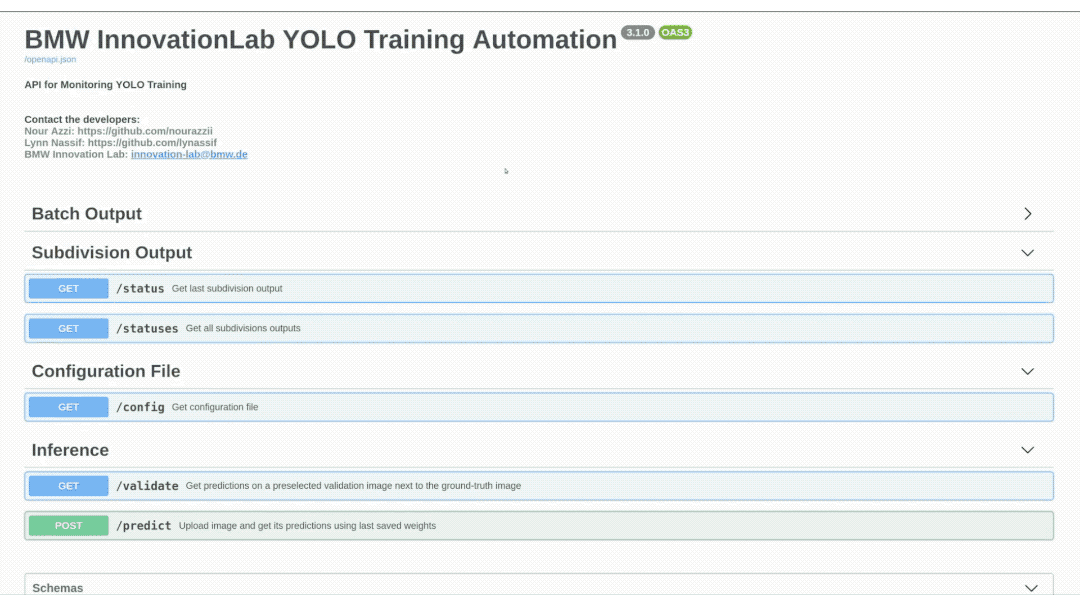 BMW InnovationLab YOLO Training Automation 3.1.0 OAS3
/openapi.json
API for Monitoring YOLO Training
Contact the developers:
Nour Azzi: https://github.com/nourazzii
Lynn Nassif: https://github.com/lynassif
BMW Innovation Lab: innovation-lab@bmw.de
Batch Output
Subdivision Output
GET /status Get last subdivision output
GET /statuses Get all subdivisions outputs
Configuration File
GET /config Get configuration file
Inference
GET /validate Get predictions on a preselected validation image next to the ground-truth image
POST /predict Upload image and get its predictions using last saved weights
Schemas